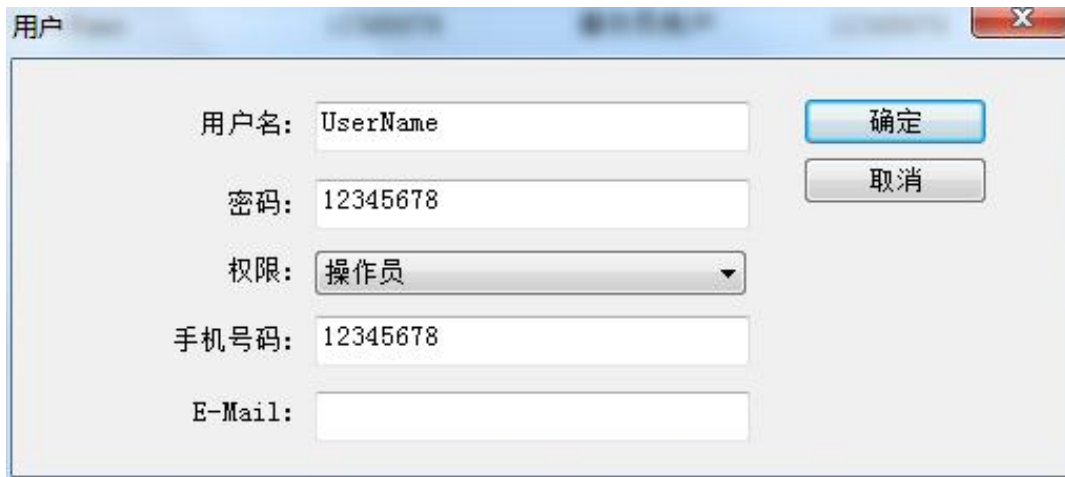 用户
用户名： UserName
确定
密码： 12345678
取消
权限： 操作员
手机号码： 12345678
E-Mail：